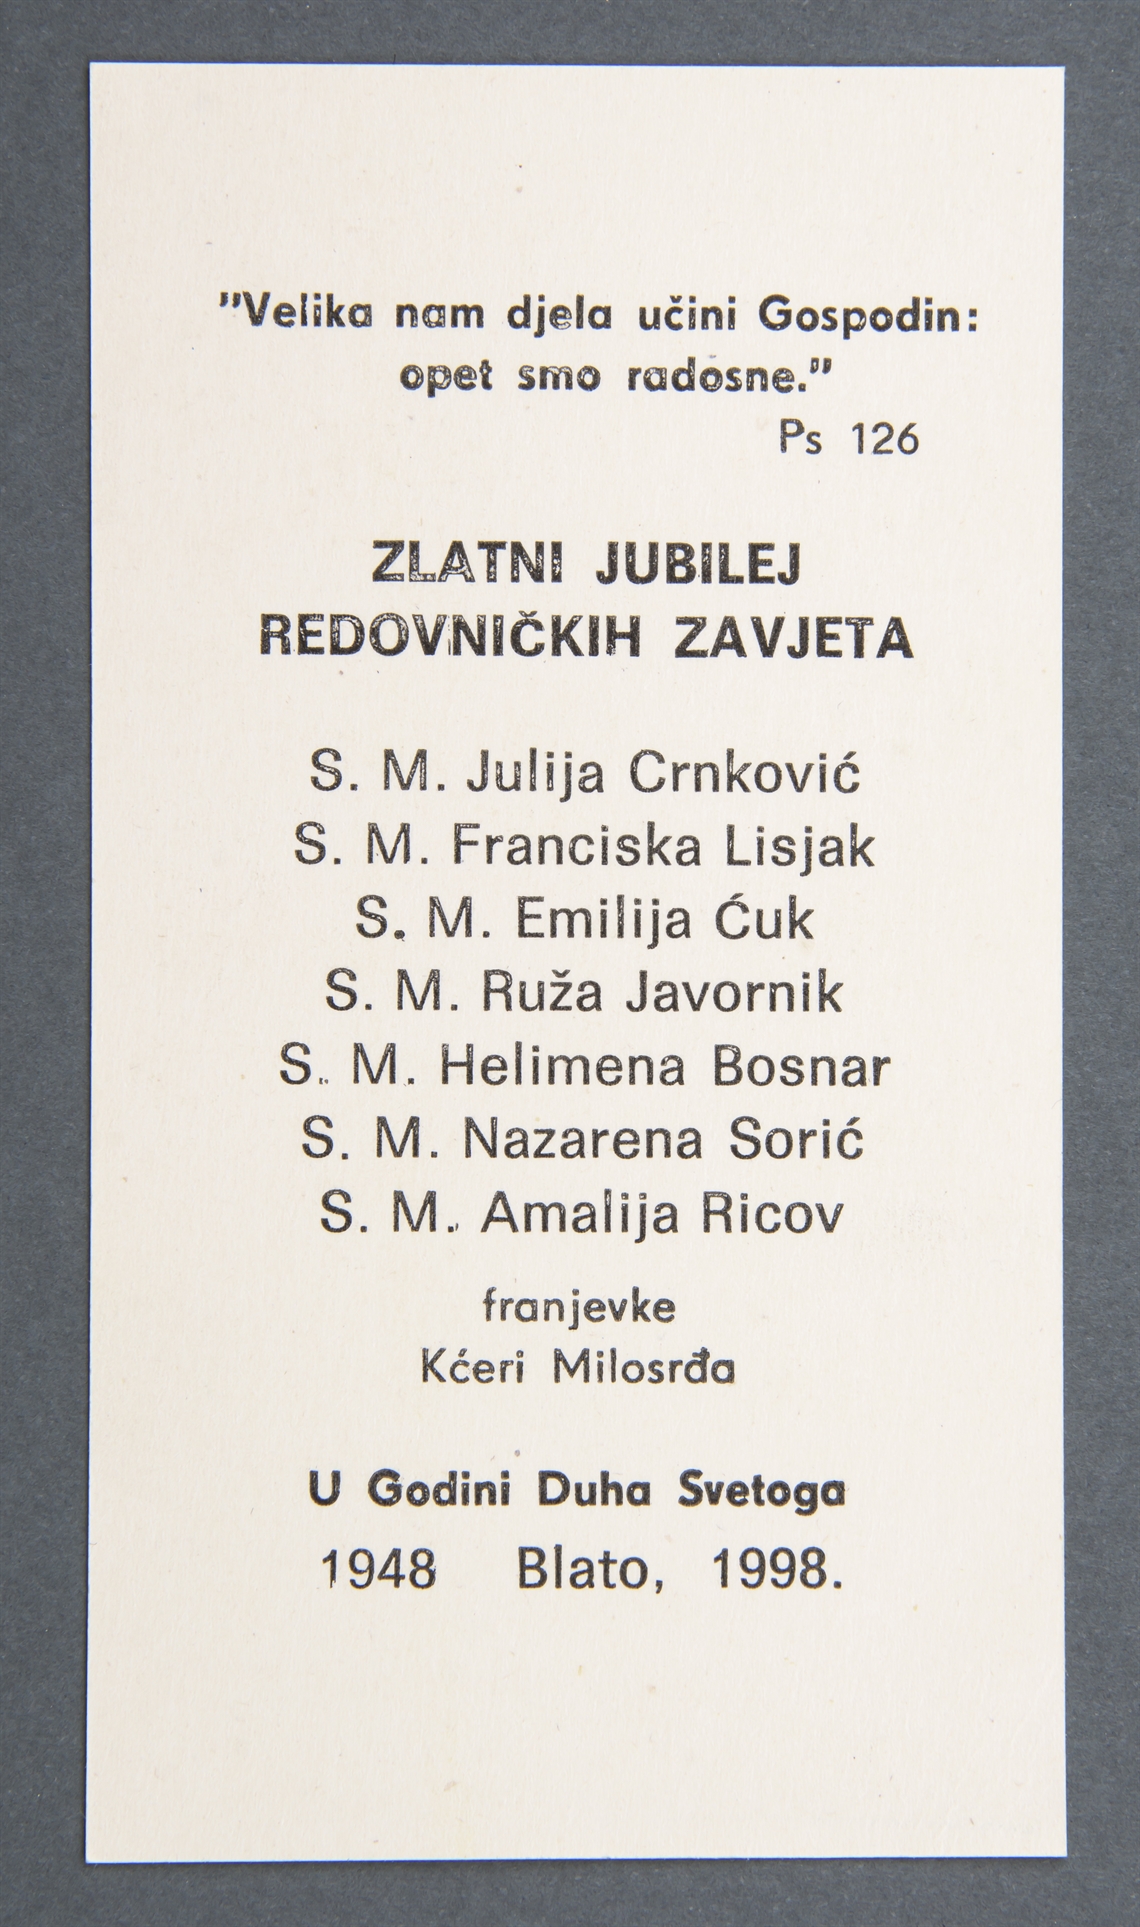 "Velika nam djela učini Gospodin:
opet smo radosne."
Ps 126
ZLATNI JUBILEJ
REDOVNIČKIH ZAVJETA
S. M. Julija Crnković
S. M. Franciska Lisjak
S. M. Emilija Ćuk
S. M. Ruža Javornik
S. M. Helimena Bosnar
S. M. Nazarena Sorić
S. M. Amalija Ricov
franjevke
Kćeri Milosrđa
U Godini Duha Svetoga
1948 Blato, 1998.